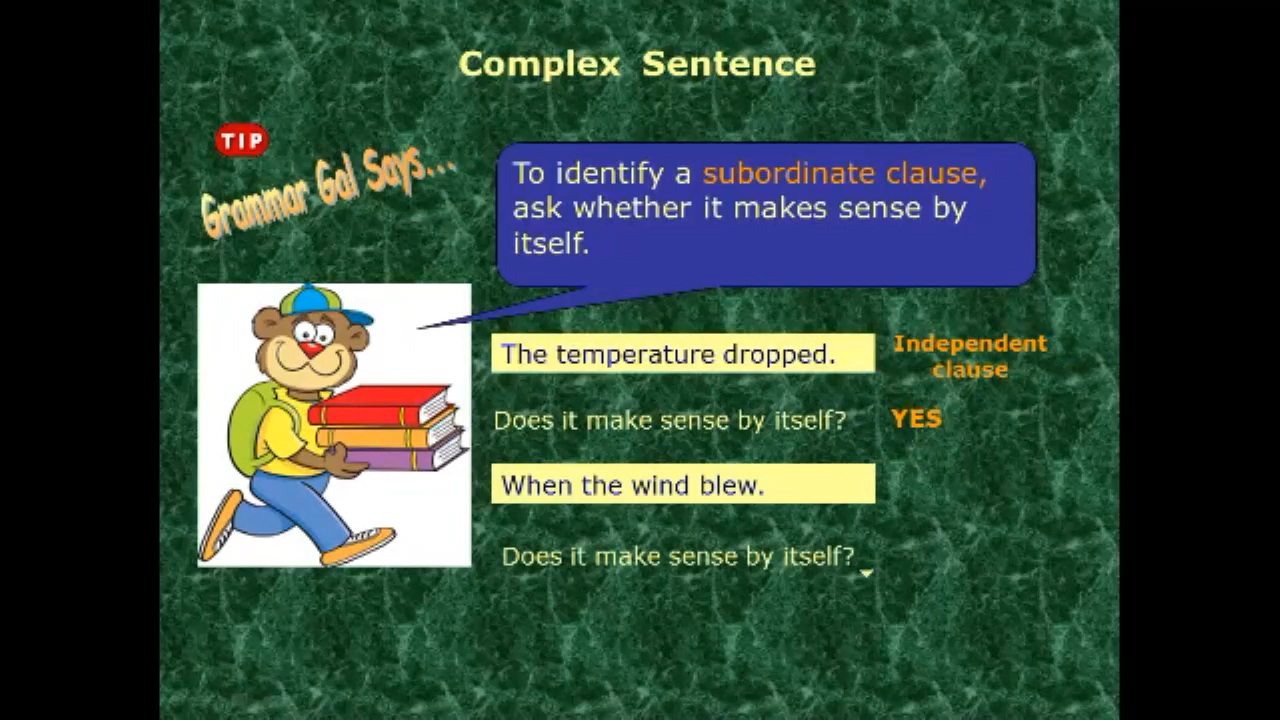 Complex Sentence
TIP
Grammar Gal Says...
To identify a subordinate clause,
ask whether it makes sense by
itself.
The temperature dropped.
Independent
clause
Does it make sense by itself?
YES
When the wind blew.
Does it make sense by itself?